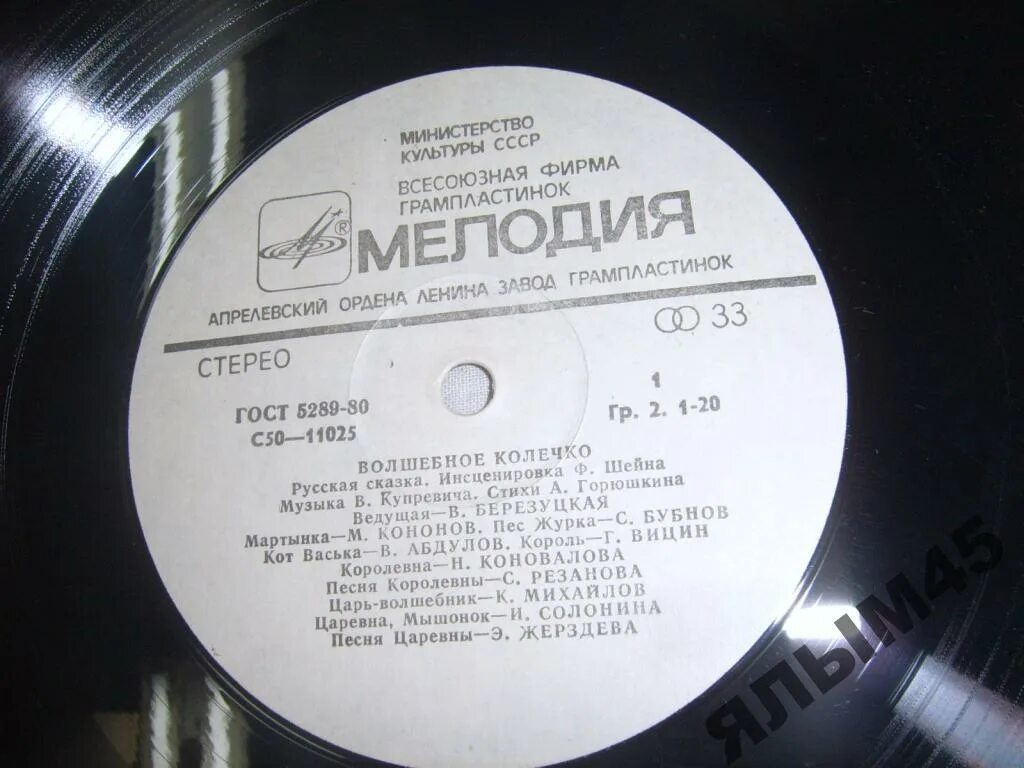 МИНИСТЕРСТВО
КУЛЬТУРЫ СССР
ВСЕСОЮЗНАЯ ФИРМА
ГРАМПЛАСТИНОК
® МЕЛОДИЯ
АПРЕЛЕВСКИЙ ОРДЕНА ЛЕНИНА ЗАВОД ГРАМПЛАСТИНОК
СТЕРЕО
33
ГОСТ 5289-80
1
С50—11025
Гр. 2. 1-20
ВОЛШЕБНОЕ КОЛЕЧКО
Русская сказка. Инсценировка Ф. Шейна
Музыка В. Купревича. Стихи А. Горюшкина
Ведущая—В. БЕРЕЗУЦКАЯ
Мартынка—М. КОНОНОВ. Пес Журка—С. БУБНОВ
Кот Васька—В. АБДУЛОВ. Король—Г. ВИЦИН
Королевна—Н. КОНОВАЛОВА
Песня Королевны—С. РЕЗАНОВА
Царь-волшебник—К. МИХАЙЛОВ
Царевна, Мышонок—И. СОЛОНИНА
Песня Царевны—Э. ЖЕРЗДЕВА
ЯЛЫМ45